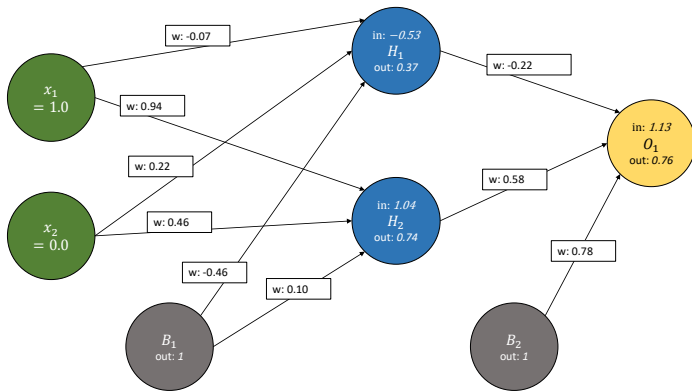 x₁
= 1.0
x₂
= 0.0
w: -0.07
w: 0.94
w: 0.22
w: 0.46
w: -0.46
w: 0.10
B₁
out: 1
in: −0.53
H₁
out: 0.37
in: 1.04
H₂
out: 0.74
w: -0.22
w: 0.58
w: 0.78
B₂
out: 1
in: 1.13
O₁
out: 0.76